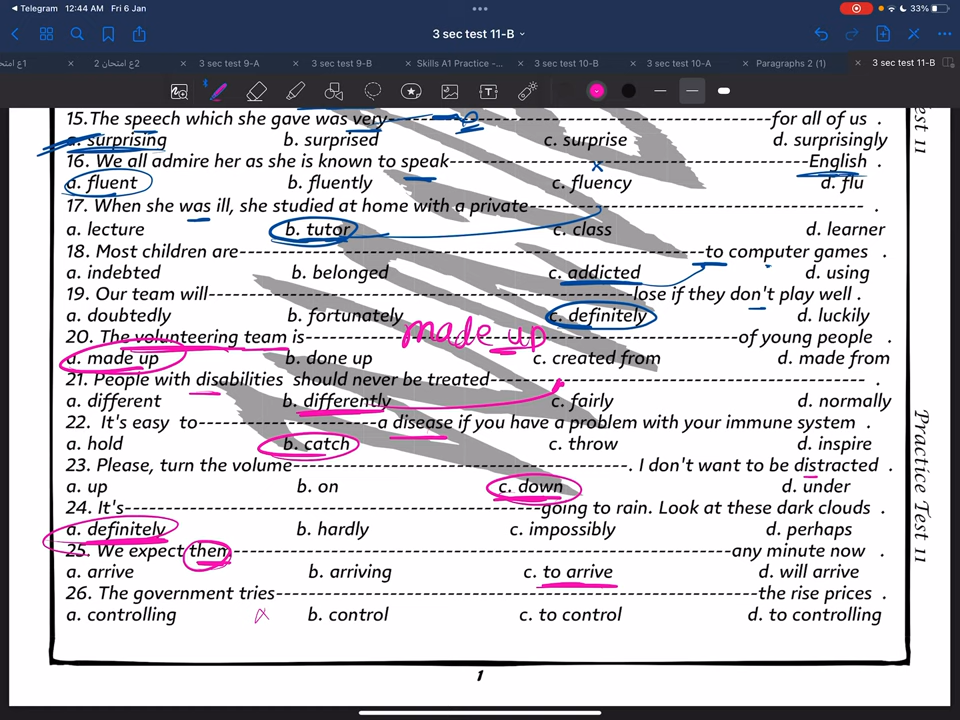 Telegram 12:44 AM Fri 6 Jan 33%
3 sec test 11-B
2ع امتحان 2 3 sec test 9-A 3 sec test 9-B Skills A1 Practice -... 3 sec test 10-B 3 sec test 10-A Paragraphs 2 (1) 3 sec test 11-B
15.The speech which she gave was very------------------------------------for all of us .
a. surprising b. surprised c. surprise d. surprisingly
16. We all admire her as she is known to speak------------------------------------English .
a. fluent b. fluently c. fluency d. flu
17. When she was ill, she studied at home with a private------------------------------------ .
a. lecture b. tutor c. class d. learner
18. Most children are------------------------------------to computer games .
a. indebted b. belonged c. addicted d. using
19. Our team will------------------------------------lose if they don't play well .
a. doubtedly b. fortunately c. definitely d. luckily
made up
20. The volunteering team is------------------------------------of young people .
a. made up b. done up c. created from d. made from
21. People with disabilities should never be treated------------------------------------ .
a. different b. differently c. fairly d. normally
22. It's easy to------------------------------------a disease if you have a problem with your immune system .
a. hold b. catch c. throw d. inspire
23. Please, turn the volume------------------------------------. I don't want to be distracted .
a. up b. on c. down d. under
24. It's------------------------------------going to rain. Look at these dark clouds .
a. definitely b. hardly c. impossibly d. perhaps
25. We expect them------------------------------------any minute now .
a. arrive b. arriving c. to arrive d. will arrive
26. The government tries------------------------------------the rise prices .
a. controlling b. control c. to control d. to controlling
1
Practice Test 11